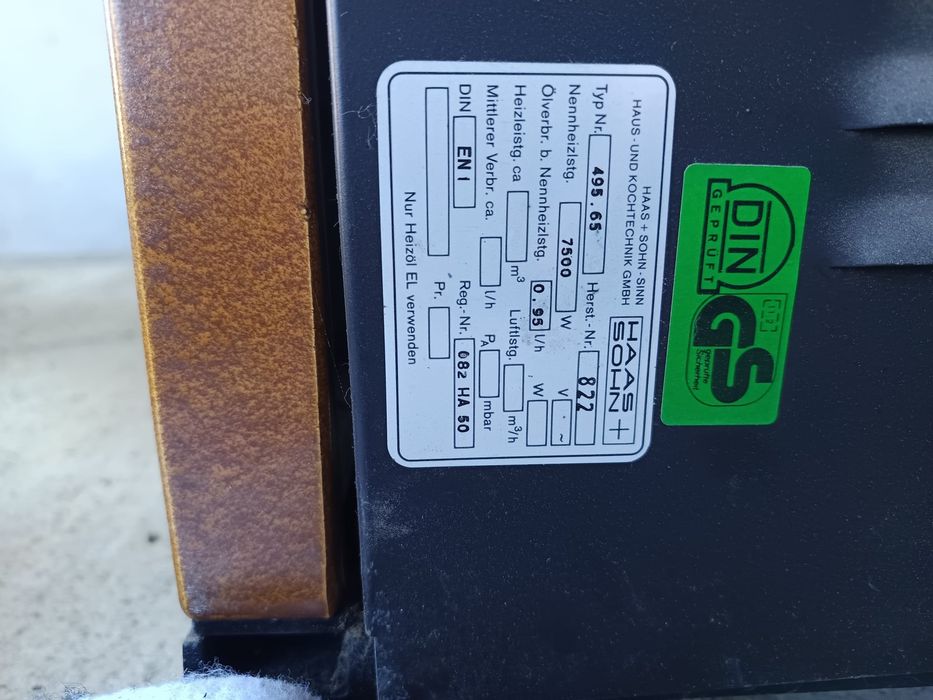 HAAS + SOHN · SINN
HAUS - UND KOCHTECHNIK GMBH
HAAS
SOHN +
Typ Nr. 495.65 Herst.- Nr. 822
Nennheizlstg. 7500 W V ~
Ölverbr. b. Nennheizlstg. 0.95 l/h , W
Heizleistg. ca m³ Luftlstg. m³/h
Mittlerer Verbr. ca. l/h PA mbar
DIN EN 1 Reg.- Nr. 082 HA 50
Pr.
Nur Heizöl EL verwenden
DIN
GEPRÜFT
GS
geprüfte
Sicherheit